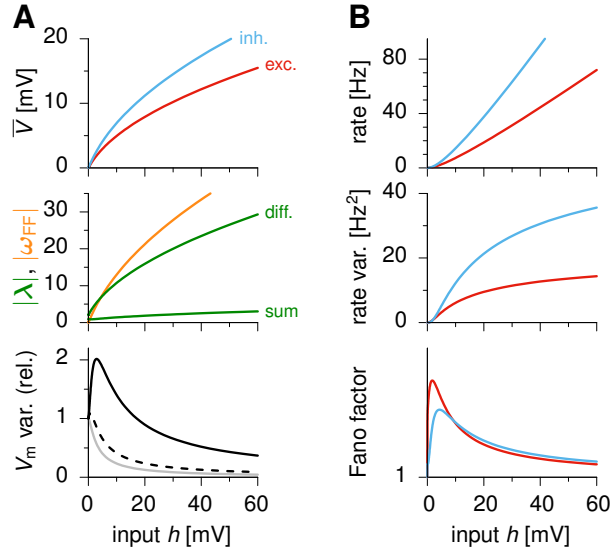 A
B
V̅ [mV]
20
10
0
inh.
exc.
rate [Hz]
80
40
0
|λ|, |ωFF|
30
20
10
0
diff.
sum
rate var. [Hz²]
40
20
0
Vm var. (rel.)
2
1
0
0 20 40 60
input h [mV]
Fano factor
1
0 20 40 60
input h [mV]